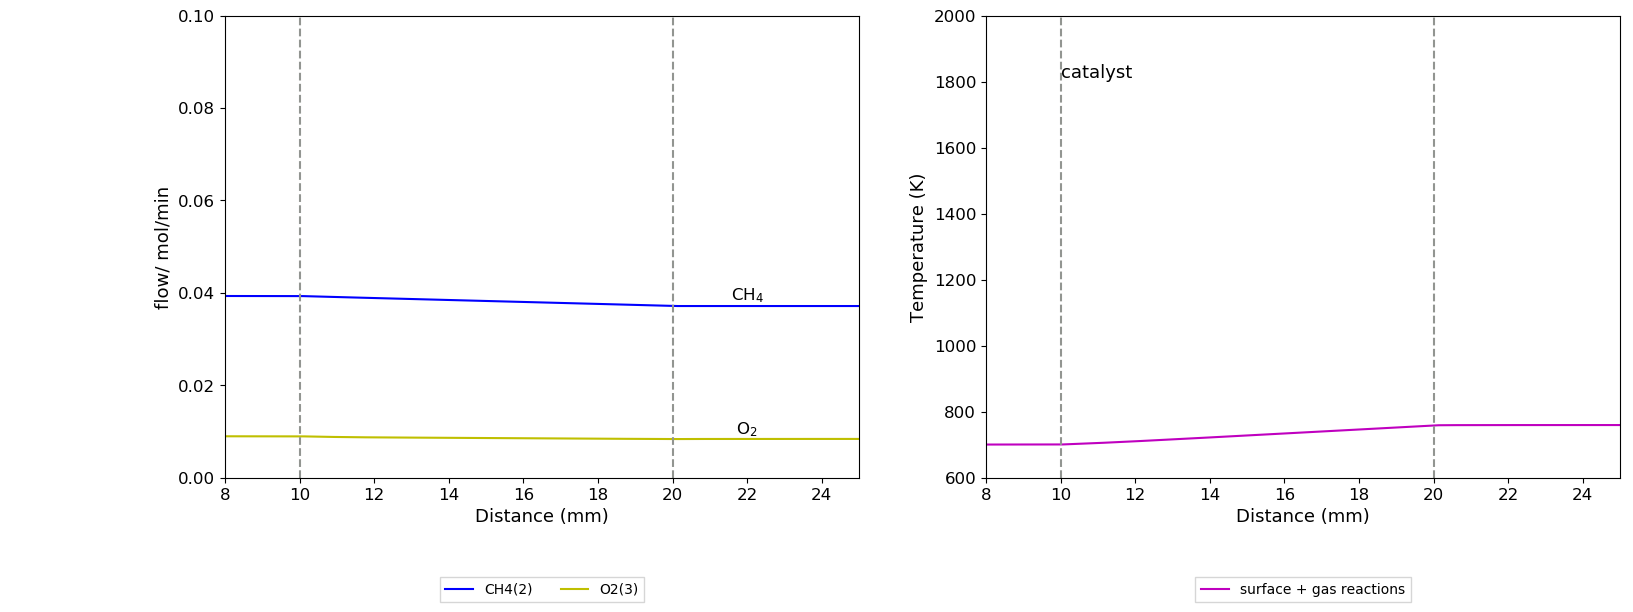 0.10
0.08
0.06
0.04
0.02
0.00
flow/ mol/min
CH₄
O₂
8 10 12 14 16 18 20 22 24
Distance (mm)
CH4(2) O2(3)
2000
1800
1600
1400
1200
1000
800
600
Temperature (K)
catalyst
8 10 12 14 16 18 20 22 24
Distance (mm)
surface + gas reactions